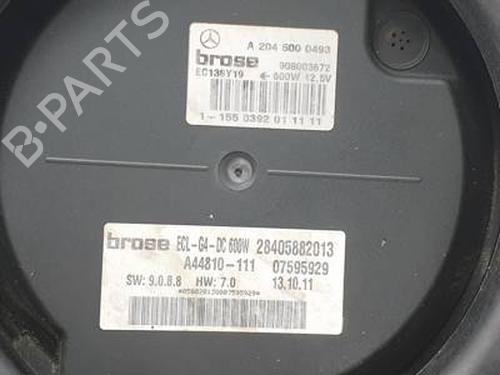 A 204 500 0493
brose
908003672
EC138Y19
600W 12,5V
1-155 0392 01 11 11
brose ECL-G4-DC 600W 28405882013
A44810-111 07595929
SW: 9.0.8.8 HW: 7.0 13.10.11
B-PARTS